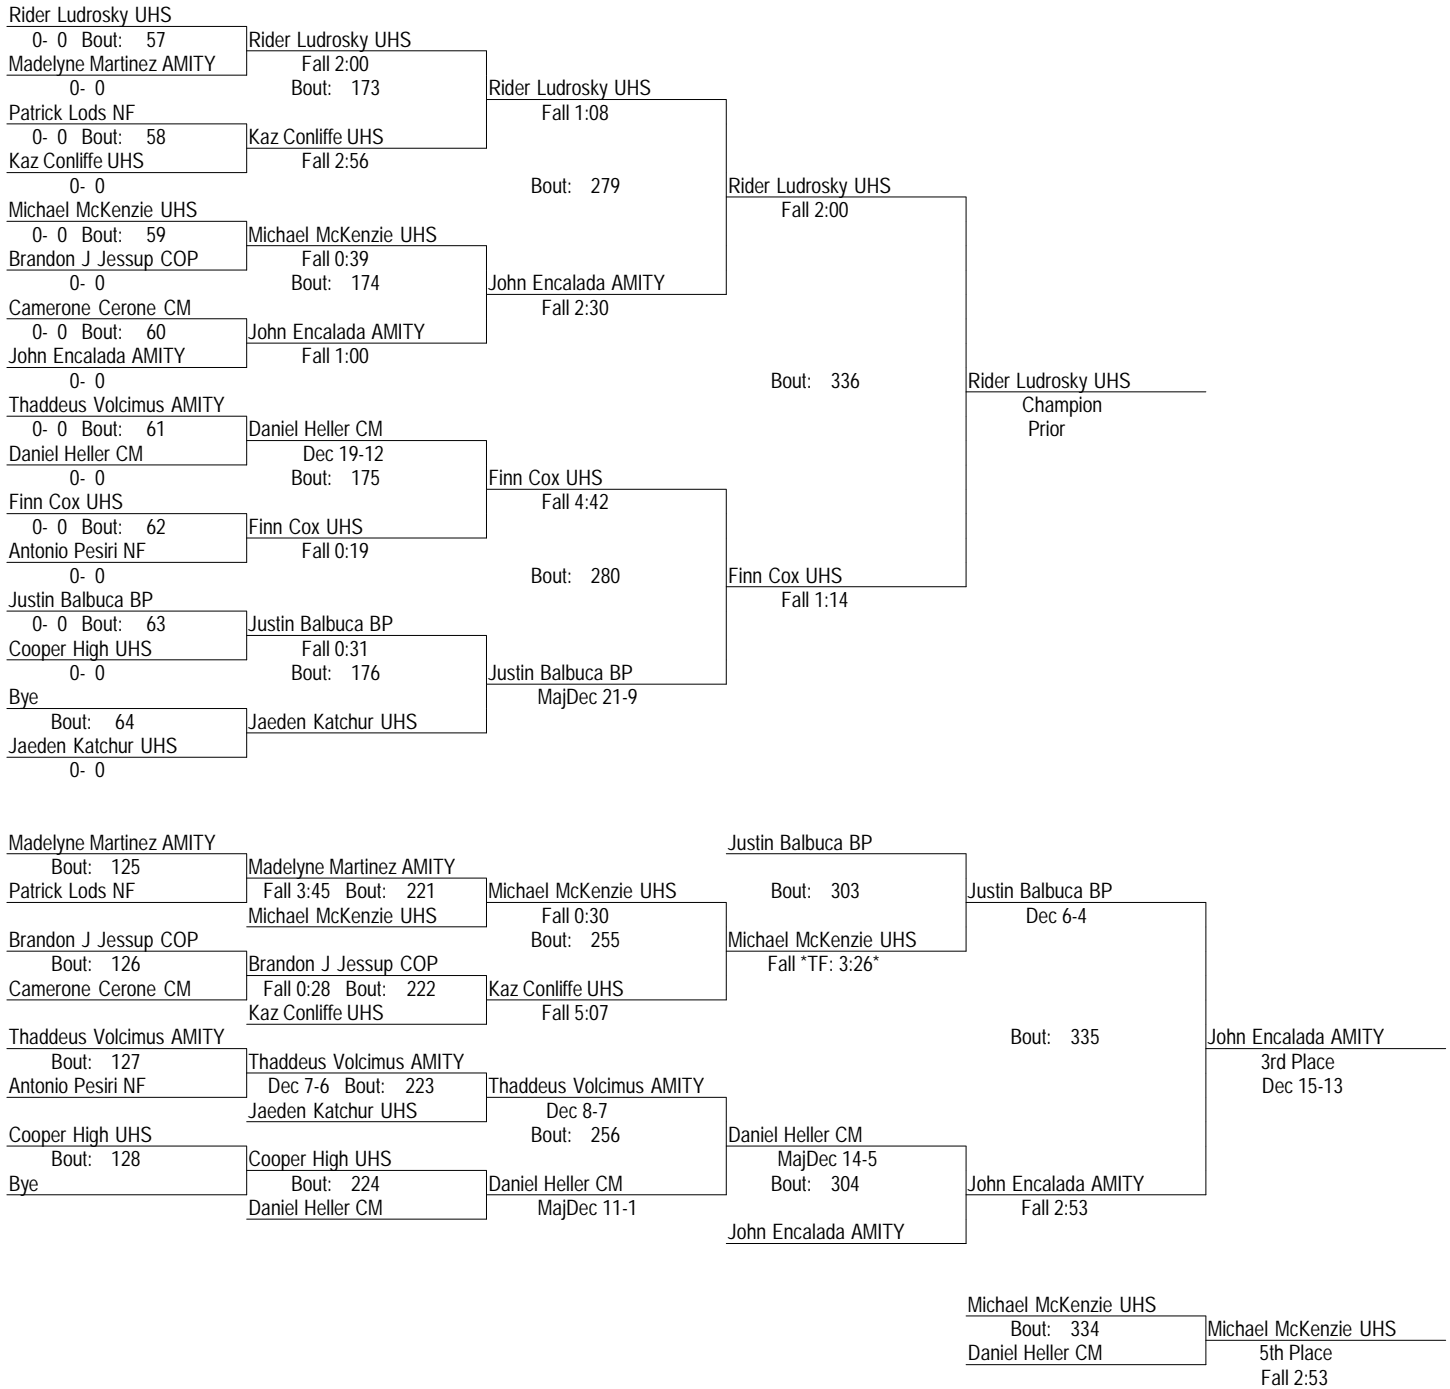 Rider Ludrosky UHS
0- 0 Bout: 57
Rider Ludrosky UHS
Madelyne Martinez AMITY
Fall 2:00
0- 0
Bout: 173
Rider Ludrosky UHS
Patrick Lods NF
Fall 1:08
0- 0 Bout: 58
Kaz Conliffe UHS
Kaz Conliffe UHS
Fall 2:56
0- 0
Bout: 279
Rider Ludrosky UHS
Michael McKenzie UHS
Fall 2:00
0- 0 Bout: 59
Michael McKenzie UHS
Brandon J Jessup COP
Fall 0:39
0- 0
Bout: 174
John Encalada AMITY
Camerone Cerone CM
Fall 2:30
0- 0 Bout: 60
John Encalada AMITY
John Encalada AMITY
Fall 1:00
0- 0
Bout: 336
Rider Ludrosky UHS
Thaddeus Volcimus AMITY
Champion
0- 0 Bout: 61
Daniel Heller CM
Prior
Daniel Heller CM
Dec 19-12
0- 0
Bout: 175
Finn Cox UHS
Finn Cox UHS
Fall 4:42
0- 0 Bout: 62
Finn Cox UHS
Antonio Pesiri NF
Fall 0:19
0- 0
Bout: 280
Finn Cox UHS
Justin Balbuca BP
Fall 1:14
0- 0 Bout: 63
Justin Balbuca BP
Cooper High UHS
Fall 0:31
0- 0
Bout: 176
Justin Balbuca BP
Bye
MajDec 21-9
Bout: 64
Jaeden Katchur UHS
Jaeden Katchur UHS
0- 0
Madelyne Martinez AMITY
Justin Balbuca BP
Bout: 125
Madelyne Martinez AMITY
Patrick Lods NF
Fall 3:45 Bout: 221
Michael McKenzie UHS
Bout: 303
Justin Balbuca BP
Michael McKenzie UHS
Fall 0:30
Dec 6-4
Brandon J Jessup COP
Bout: 255
Michael McKenzie UHS
Bout: 126
Brandon J Jessup COP
Fall *TF: 3:26*
Camerone Cerone CM
Fall 0:28 Bout: 222
Kaz Conliffe UHS
Kaz Conliffe UHS
Fall 5:07
Thaddeus Volcimus AMITY
Bout: 335
John Encalada AMITY
Bout: 127
Thaddeus Volcimus AMITY
3rd Place
Antonio Pesiri NF
Dec 7-6 Bout: 223
Thaddeus Volcimus AMITY
Dec 15-13
Jaeden Katchur UHS
Dec 8-7
Cooper High UHS
Bout: 256
Daniel Heller CM
Bout: 128
Cooper High UHS
MajDec 14-5
Bye
Bout: 224
Daniel Heller CM
Bout: 304
John Encalada AMITY
Daniel Heller CM
MajDec 11-1
Fall 2:53
John Encalada AMITY
Michael McKenzie UHS
Bout: 334
Michael McKenzie UHS
Daniel Heller CM
5th Place
Fall 2:53